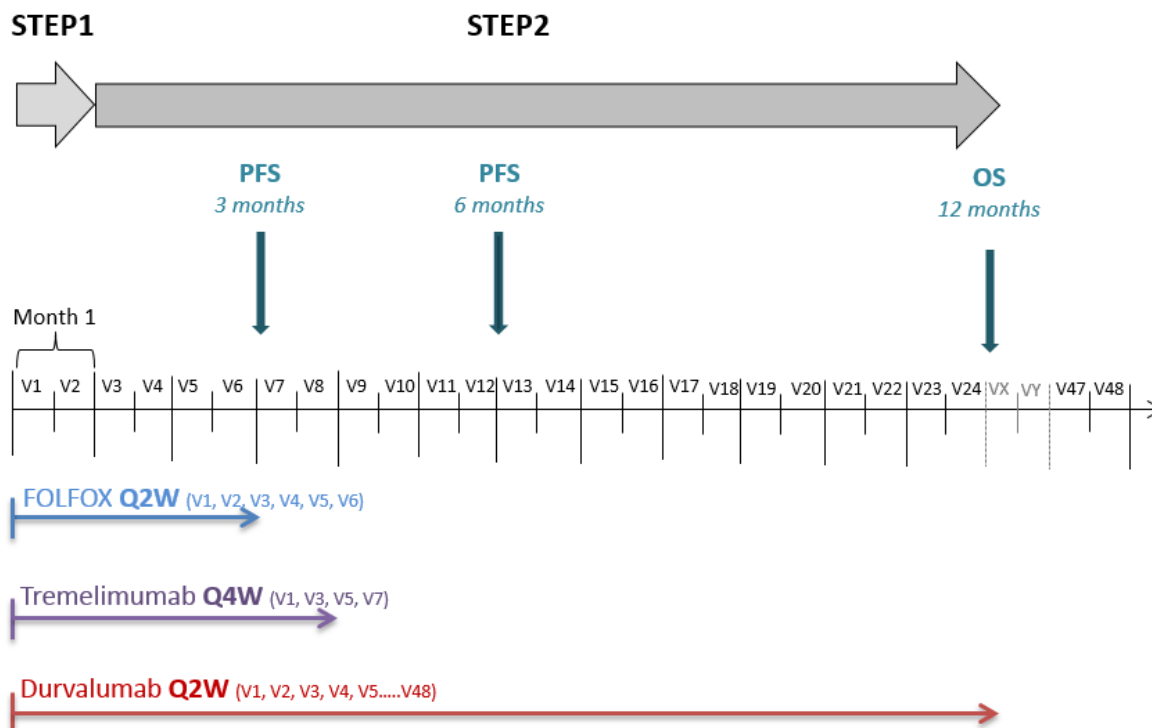 STEP1 STEP2
PFS PFS OS
3 months 6 months 12 months
Month 1
V1 V2 V3 V4 V5 V6 V7 V8 V9 V10 V11 V12 V13 V14 V15 V16 V17 V18 V19 V20 V21 V22 V23 V24 VX VY V47 V48
FOLFOX Q2W (V1, V2, V3, V4, V5, V6)
Tremelimumab Q4W (V1, V3, V5, V7)
Durvalumab Q2W (V1, V2, V3, V4, V5.....V48)